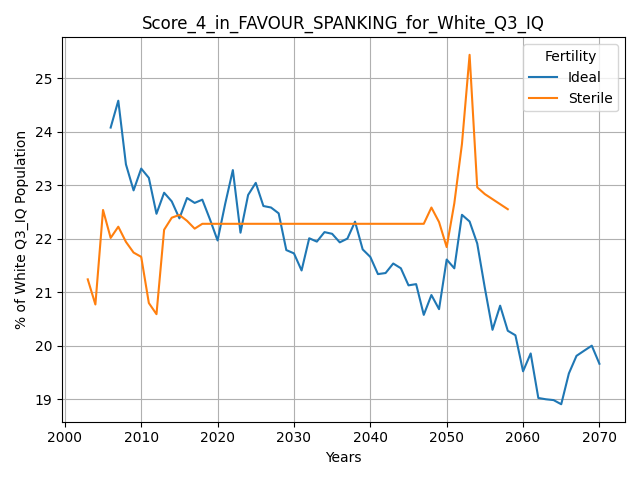 Score_4_in_FAVOUR_SPANKING_for_White_Q3_IQ
% of White Q3_IQ Population
25
24
23
22
21
20
19
Fertility
Ideal
Sterile
2000 2010 2020 2030 2040 2050 2060 2070
Years